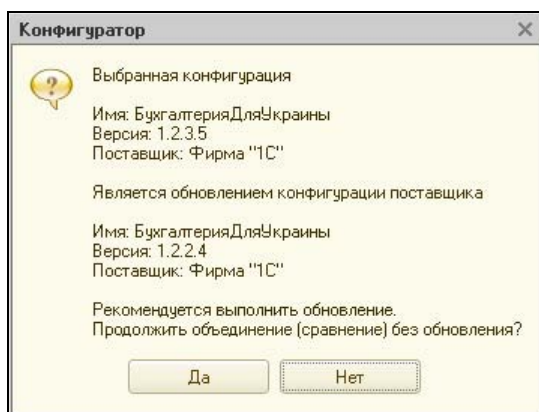 Конфигуратор
Выбранная конфигурация
Имя: БухгалтерияДляУкраины
Версия: 1.2.3.5
Поставщик: Фирма "1С"
Является обновлением конфигурации поставщика
Имя: БухгалтерияДляУкраины
Версия: 1.2.2.4
Поставщик: Фирма "1С"
Рекомендуется выполнить обновление.
Продолжить объединение (сравнение) без обновления?
Да
Нет